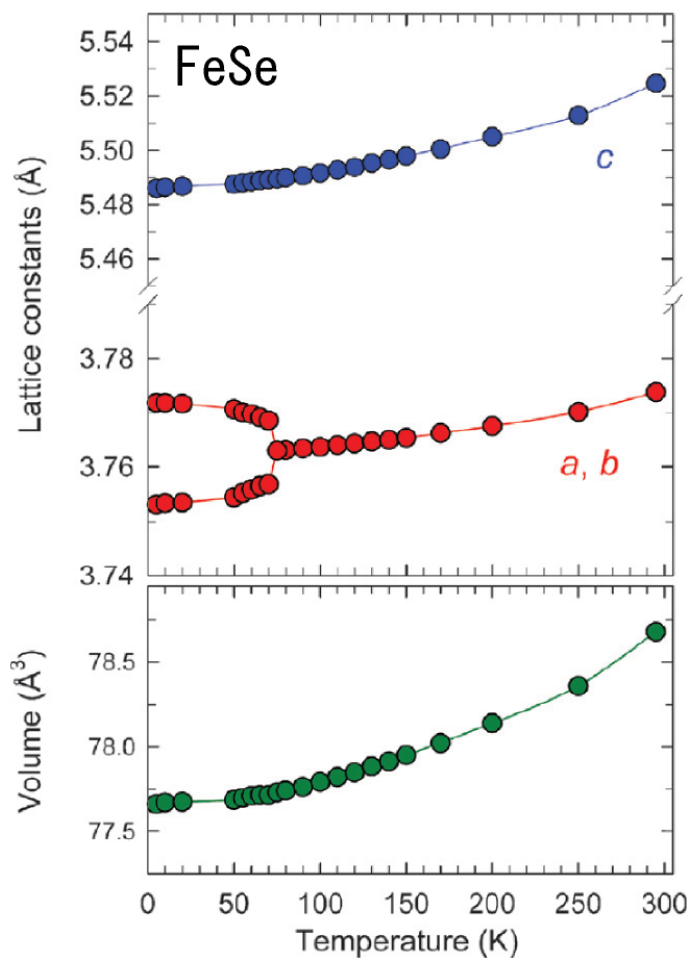 FeSe
Lattice constants (Å)
5.54
5.52
5.50
5.48
5.46
3.78
3.76
3.74
c
a, b
Volume (Å³)
78.5
78.0
77.5
0 50 100 150 200 250 300
Temperature (K)